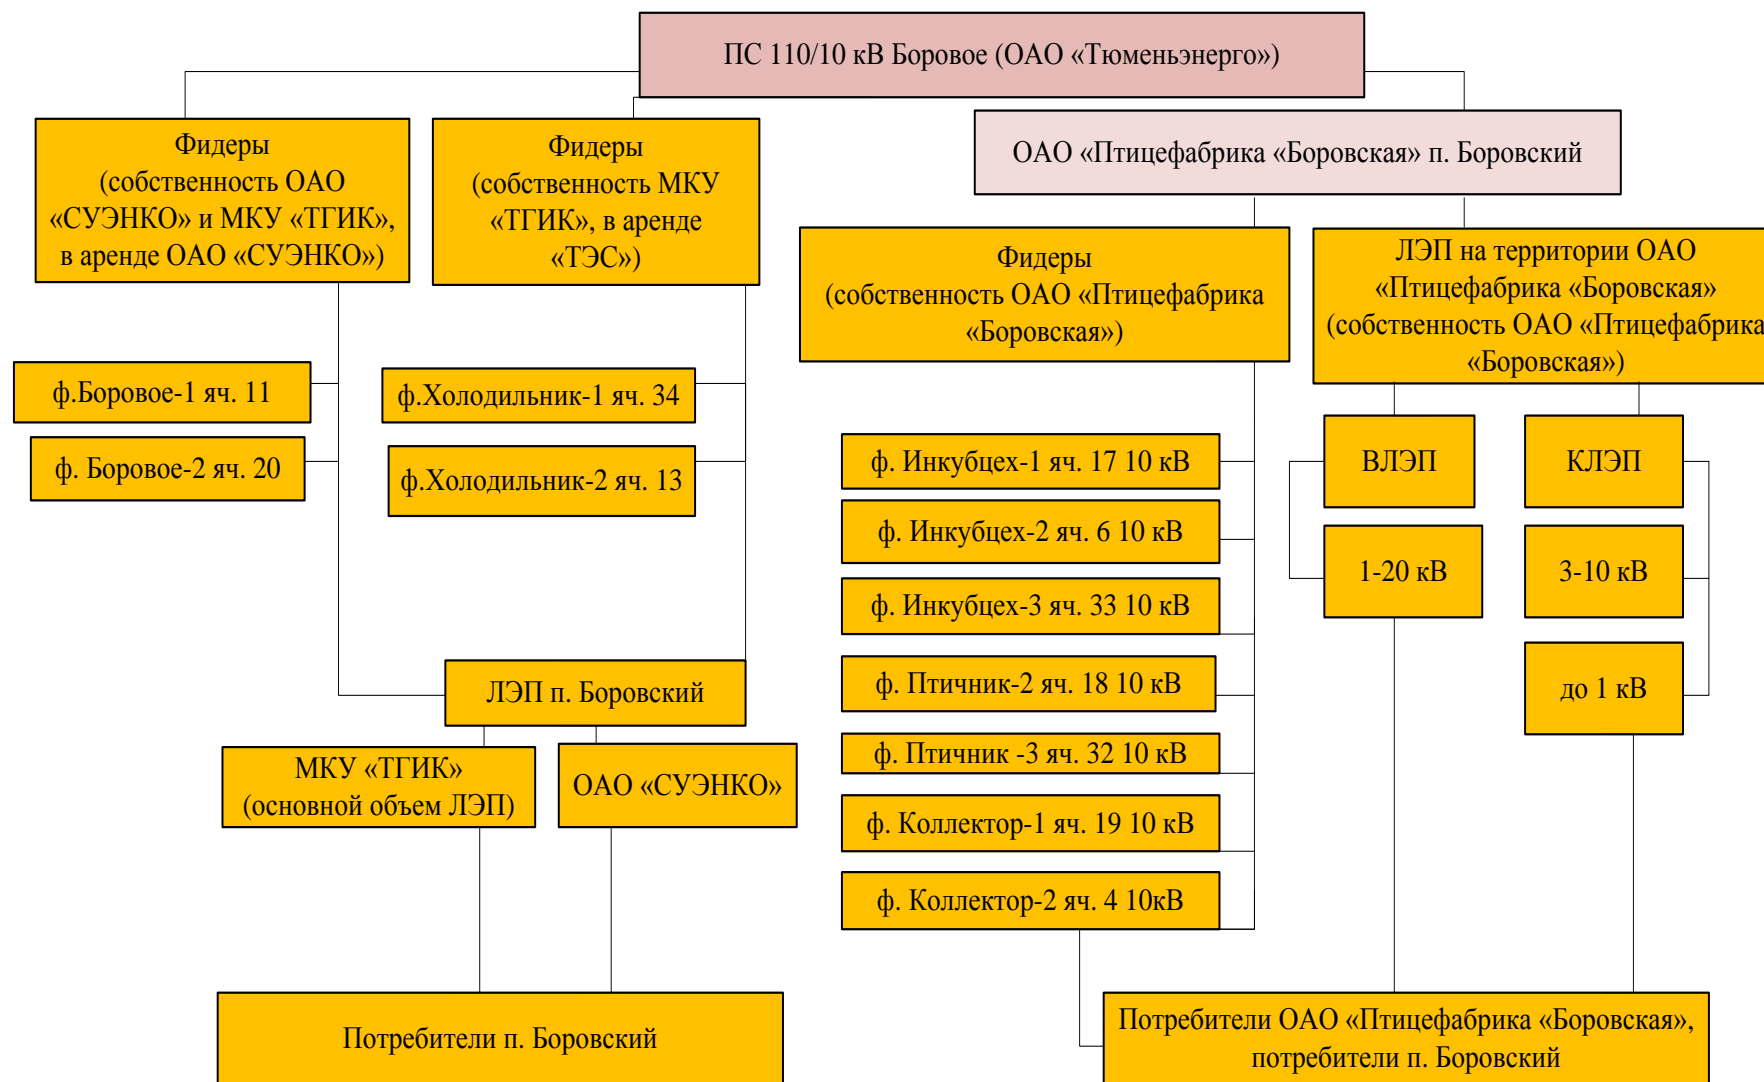 ПС 110/10 кВ Боровое (ОАО «Тюменьэнерго»)
Фидеры
(собственность ОАО
«СУЭНКО» и МКУ «ТГИК»,
в аренде ОАО «СУЭНКО»)
Фидеры
(собственность МКУ
«ТГИК», в аренде
«ТЭС»)
ОАО «Птицефабрика «Боровская» п. Боровский
Фидеры
(собственность ОАО «Птицефабрика
«Боровская»)
ЛЭП на территории ОАО
«Птицефабрика «Боровская»
(собственность ОАО «Птицефабрика
«Боровская»)
ф.Боровое-1 яч. 11
ф. Боровое-2 яч. 20
ф.Холодильник-1 яч. 34
ф.Холодильник-2 яч. 13
ф. Инкубцех-1 яч. 17 10 кВ
ф. Инкубцех-2 яч. 6 10 кВ
ф. Инкубцех-3 яч. 33 10 кВ
ф. Птичник-2 яч. 18 10 кВ
ф. Птичник -3 яч. 32 10 кВ
ф. Коллектор-1 яч. 19 10 кВ
ф. Коллектор-2 яч. 4 10кВ
ВЛЭП
1-20 кВ
КЛЭП
3-10 кВ
до 1 кВ
ЛЭП п. Боровский
МКУ «ТГИК»
(основной объем ЛЭП)
ОАО «СУЭНКО»
Потребители п. Боровский
Потребители ОАО «Птицефабрика «Боровская»,
потребители п. Боровский